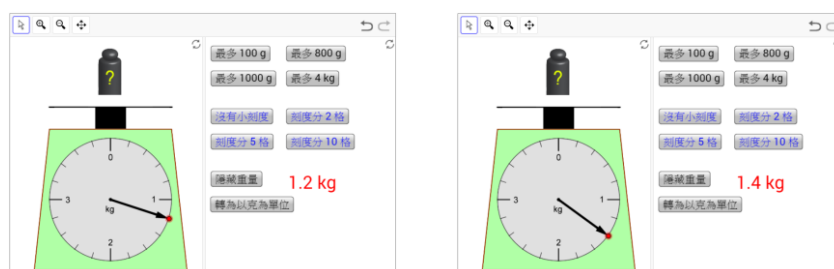 最多 100 g 最多 800 g
最多 1000 g 最多 4 kg
?
沒有小刻度 刻度分 2 格
刻度分 5 格 刻度分 10 格
0
隱藏重量 1.2 kg
3 1
kg
轉為以克為單位
2
最多 100 g 最多 800 g
最多 1000 g 最多 4 kg
?
沒有小刻度 刻度分 2 格
刻度分 5 格 刻度分 10 格
0
隱藏重量 1.4 kg
3 1
kg
轉為以克為單位
2